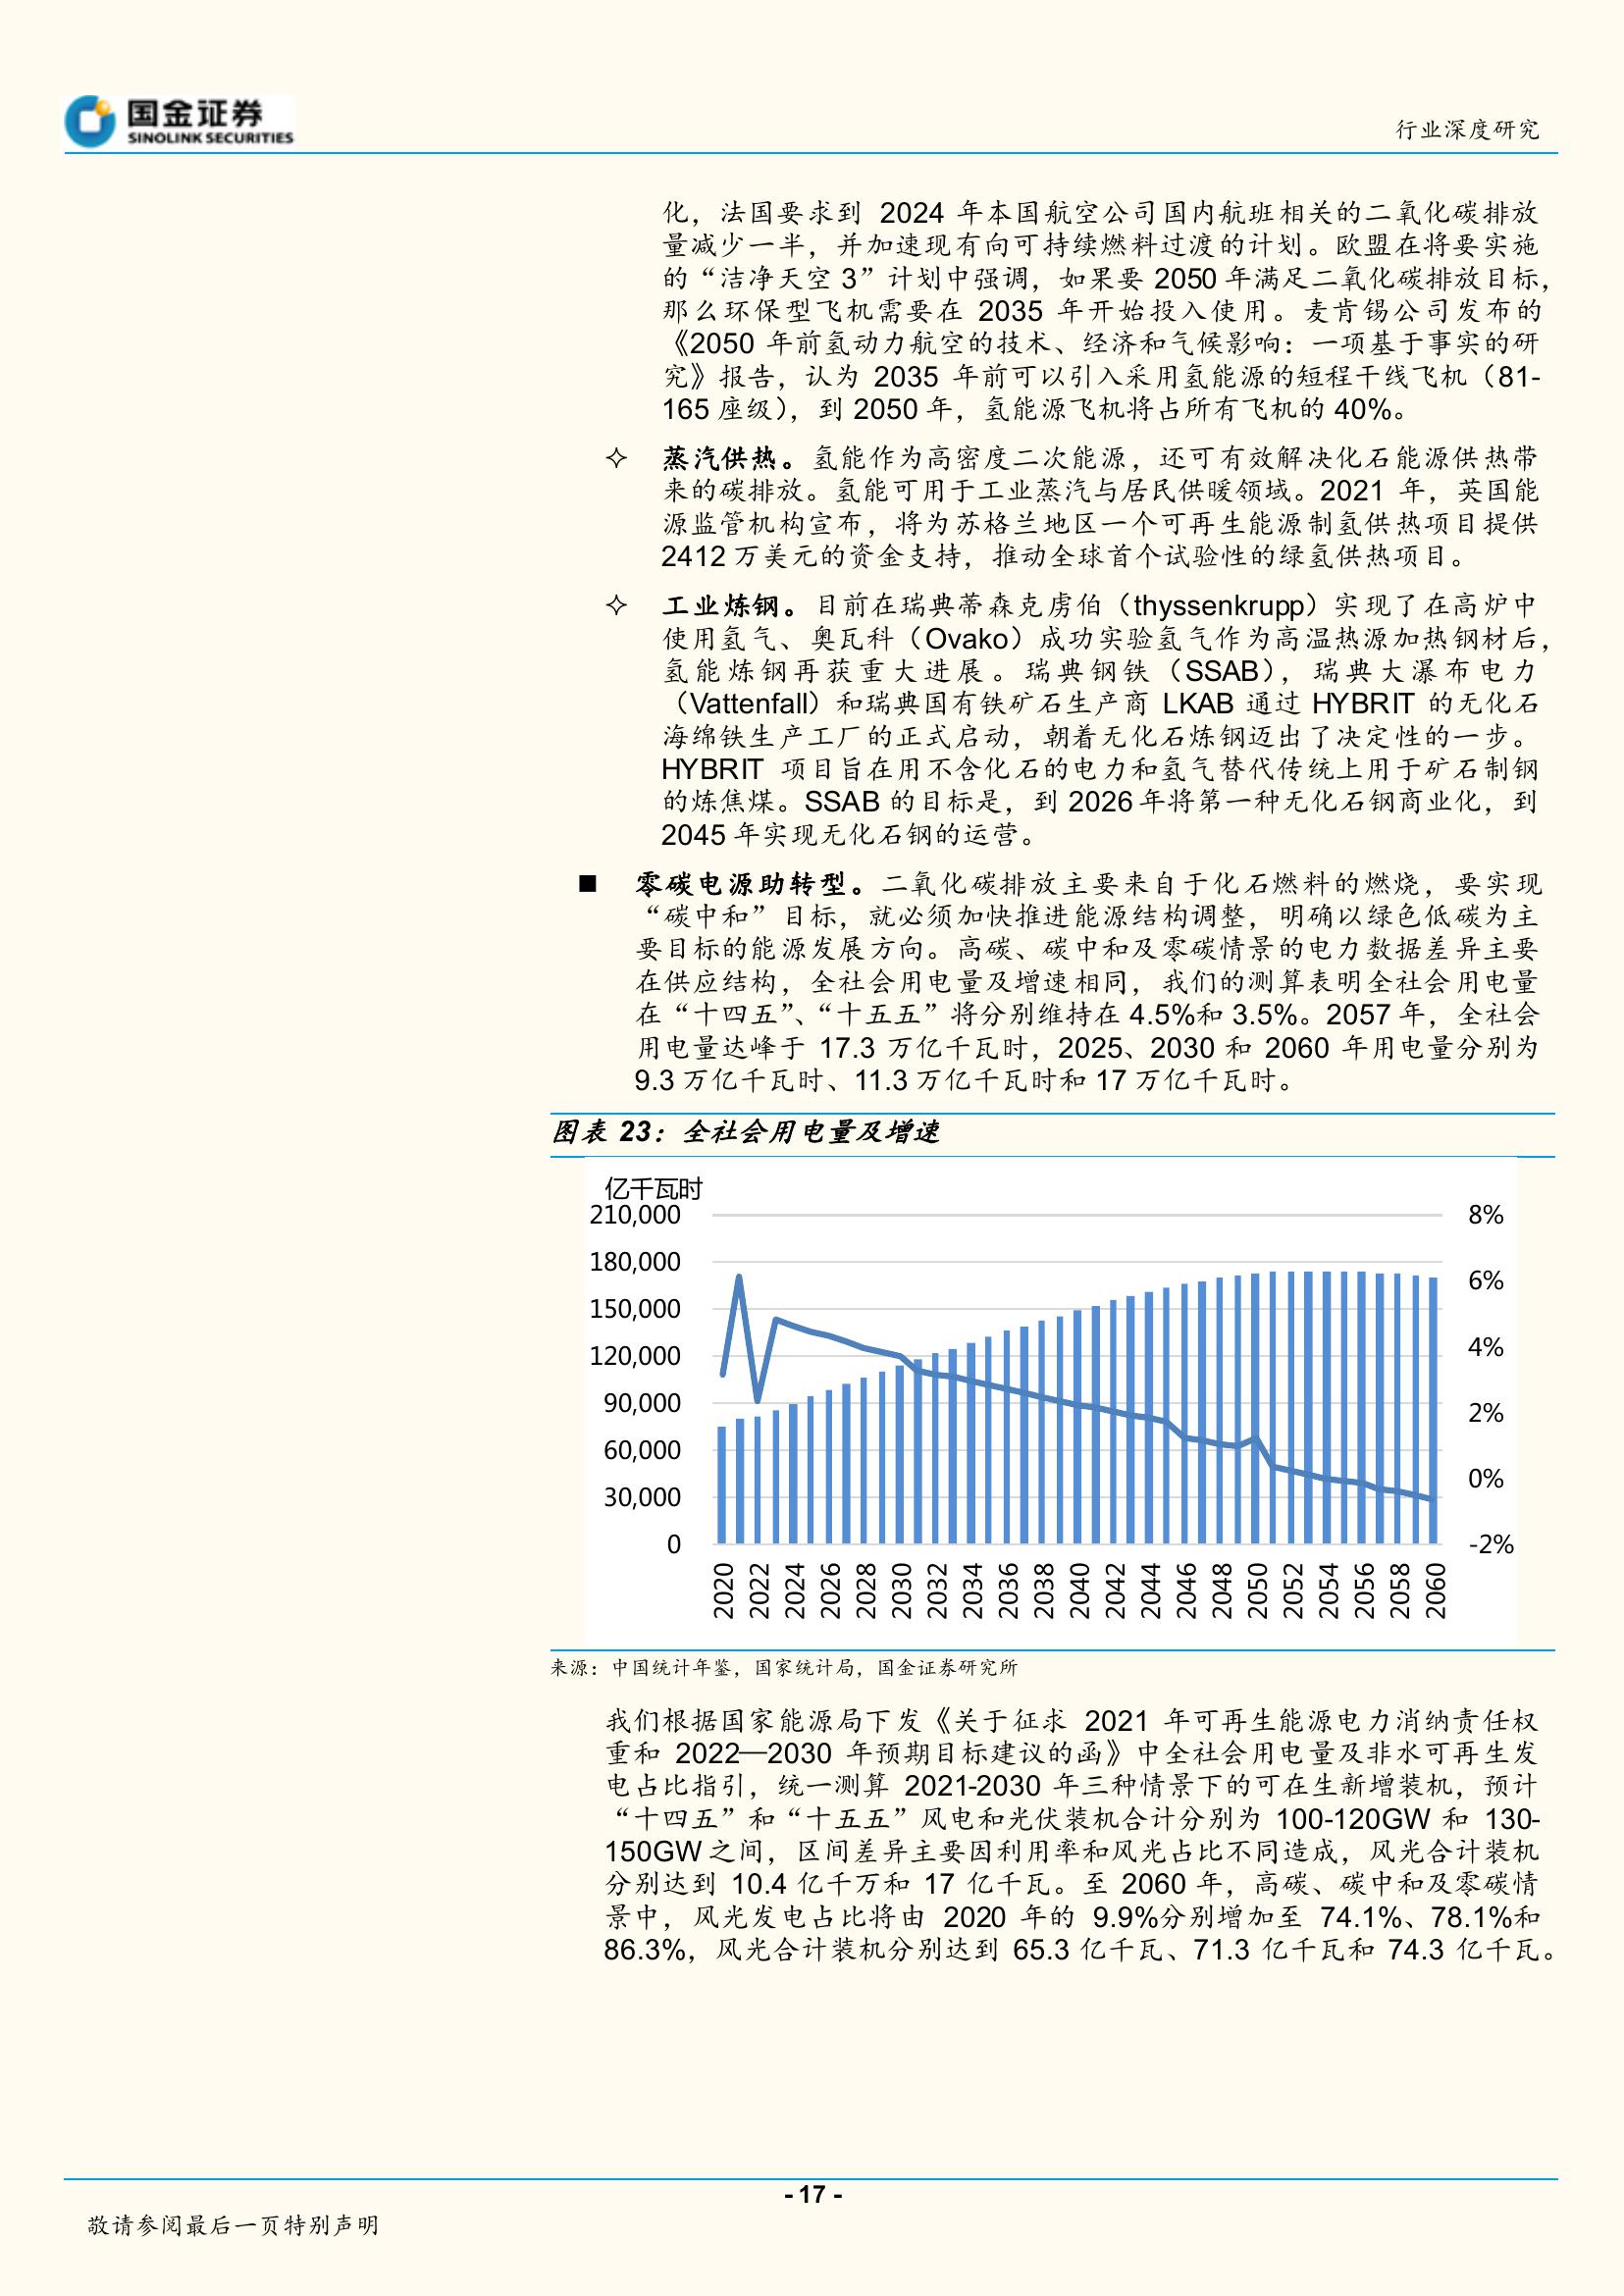 国金证券
SINOLINK SECURITIES
行业深度研究
化，法国要求到 2024 年本国航空公司国内航班相关的二氧化碳排放
量减少一半，并加速现有向可持续燃料过渡的计划。欧盟在将要实施
的“洁净天空 3”计划中强调，如果要 2050 年满足二氧化碳排放目标，
那么环保型飞机需要在 2035 年开始投入使用。麦肯锡公司发布的
《2050 年前氢动力航空的技术、经济和气候影响：一项基于事实的研
究》报告，认为 2035 年前可以引入采用氢能源的短程干线飞机（81-
165 座级），到 2050 年，氢能源飞机将占所有飞机的 40%。
✧ 蒸汽供热。氢能作为高密度二次能源，还可有效解决化石能源供热带
来的碳排放。氢能可用于工业蒸汽与居民供暖领域。2021 年，英国能
源监管机构宣布，将为苏格兰地区一个可再生能源制氢供热项目提供
2412 万美元的资金支持，推动全球首个试验性的绿氢供热项目。
✧ 工业炼钢。目前在瑞典蒂森克虏伯（thyssenkrupp）实现了在高炉中
使用氢气、奥瓦科（Ovako）成功实验氢气作为高温热源加热钢材后，
氢能炼钢再获重大进展。瑞典钢铁（SSAB），瑞典大瀑布电力
（Vattenfall）和瑞典国有铁矿石生产商 LKAB 通过 HYBRIT 的无化石
海绵铁生产工厂的正式启动，朝着无化石炼钢迈出了决定性的一步。
HYBRIT 项目旨在用不含化石的电力和氢气替代传统上用于矿石制钢
的炼焦煤。SSAB 的目标是，到 2026 年将第一种无化石钢商业化，到
2045 年实现无化石钢的运营。
■ 零碳电源助转型。二氧化碳排放主要来自于化石燃料的燃烧，要实现
“碳中和”目标，就必须加快推进能源结构调整，明确以绿色低碳为主
要目标的能源发展方向。高碳、碳中和及零碳情景的电力数据差异主要
在供应结构，全社会用电量及增速相同，我们的测算表明全社会用电量
在“十四五”、“十五五”将分别维持在 4.5%和 3.5%。2057 年，全社会
用电量达峰于 17.3 万亿千瓦时，2025、2030 和 2060 年用电量分别为
9.3 万亿千瓦时、11.3 万亿千瓦时和 17 万亿千瓦时。
图表 23：全社会用电量及增速
亿千瓦时
210,000 8%
180,000
6%
150,000
4%
120,000
90,000
2%
60,000
0%
30,000
0 -2%
2020 2022 2024 2026 2028 2030 2032 2034 2036 2038 2040 2042 2044 2046 2048 2050 2052 2054 2056 2058 2060
来源：中国统计年鉴，国家统计局，国金证券研究所
我们根据国家能源局下发《关于征求 2021 年可再生能源电力消纳责任权
重和 2022—2030 年预期目标建议的函》中全社会用电量及非水可再生发
电占比指引，统一测算 2021-2030 年三种情景下的可在生新增装机，预计
“十四五”和“十五五”风电和光伏装机合计分别为 100-120GW 和 130-
150GW 之间，区间差异主要因利用率和风光占比不同造成，风光合计装机
分别达到 10.4 亿千万和 17 亿千瓦。至 2060 年，高碳、碳中和及零碳情
景中，风光发电占比将由 2020 年的 9.9%分别增加至 74.1%、78.1%和
86.3%，风光合计装机分别达到 65.3 亿千瓦、71.3 亿千瓦和 74.3 亿千瓦。
- 17 -
敬请参阅最后一页特别声明